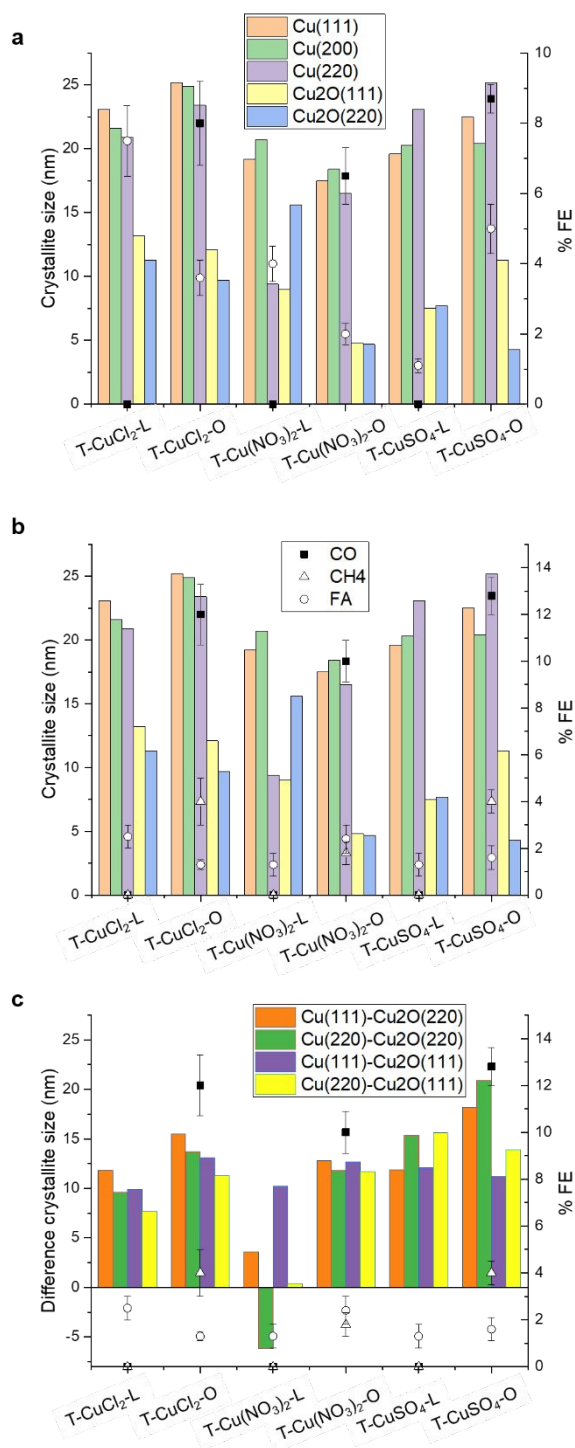 a
Cu(111)
Cu(200)
Cu(220)
Cu2O(111)
Cu2O(220)
25
20
15
10
5
0
Crystallite size (nm)
10
8
6
4
2
0
% FE
T-CuCl₂-L
T-CuCl₂-O
T-Cu(NO₃)₂-L
T-Cu(NO₃)₂-O
T-CuSO₄-L
T-CuSO₄-O
b
CO
CH4
FA
25
20
15
10
5
0
Crystallite size (nm)
14
12
10
8
6
4
2
0
% FE
T-CuCl₂-L
T-CuCl₂-O
T-Cu(NO₃)₂-L
T-Cu(NO₃)₂-O
T-CuSO₄-L
T-CuSO₄-O
c
Cu(111)-Cu2O(220)
Cu(220)-Cu2O(220)
Cu(111)-Cu2O(111)
Cu(220)-Cu2O(111)
25
20
15
10
5
0
-5
Difference crystallite size (nm)
14
12
10
8
6
4
2
0
% FE
T-CuCl₂-L
T-CuCl₂-O
T-Cu(NO₃)₂-L
T-Cu(NO₃)₂-O
T-CuSO₄-L
T-CuSO₄-O